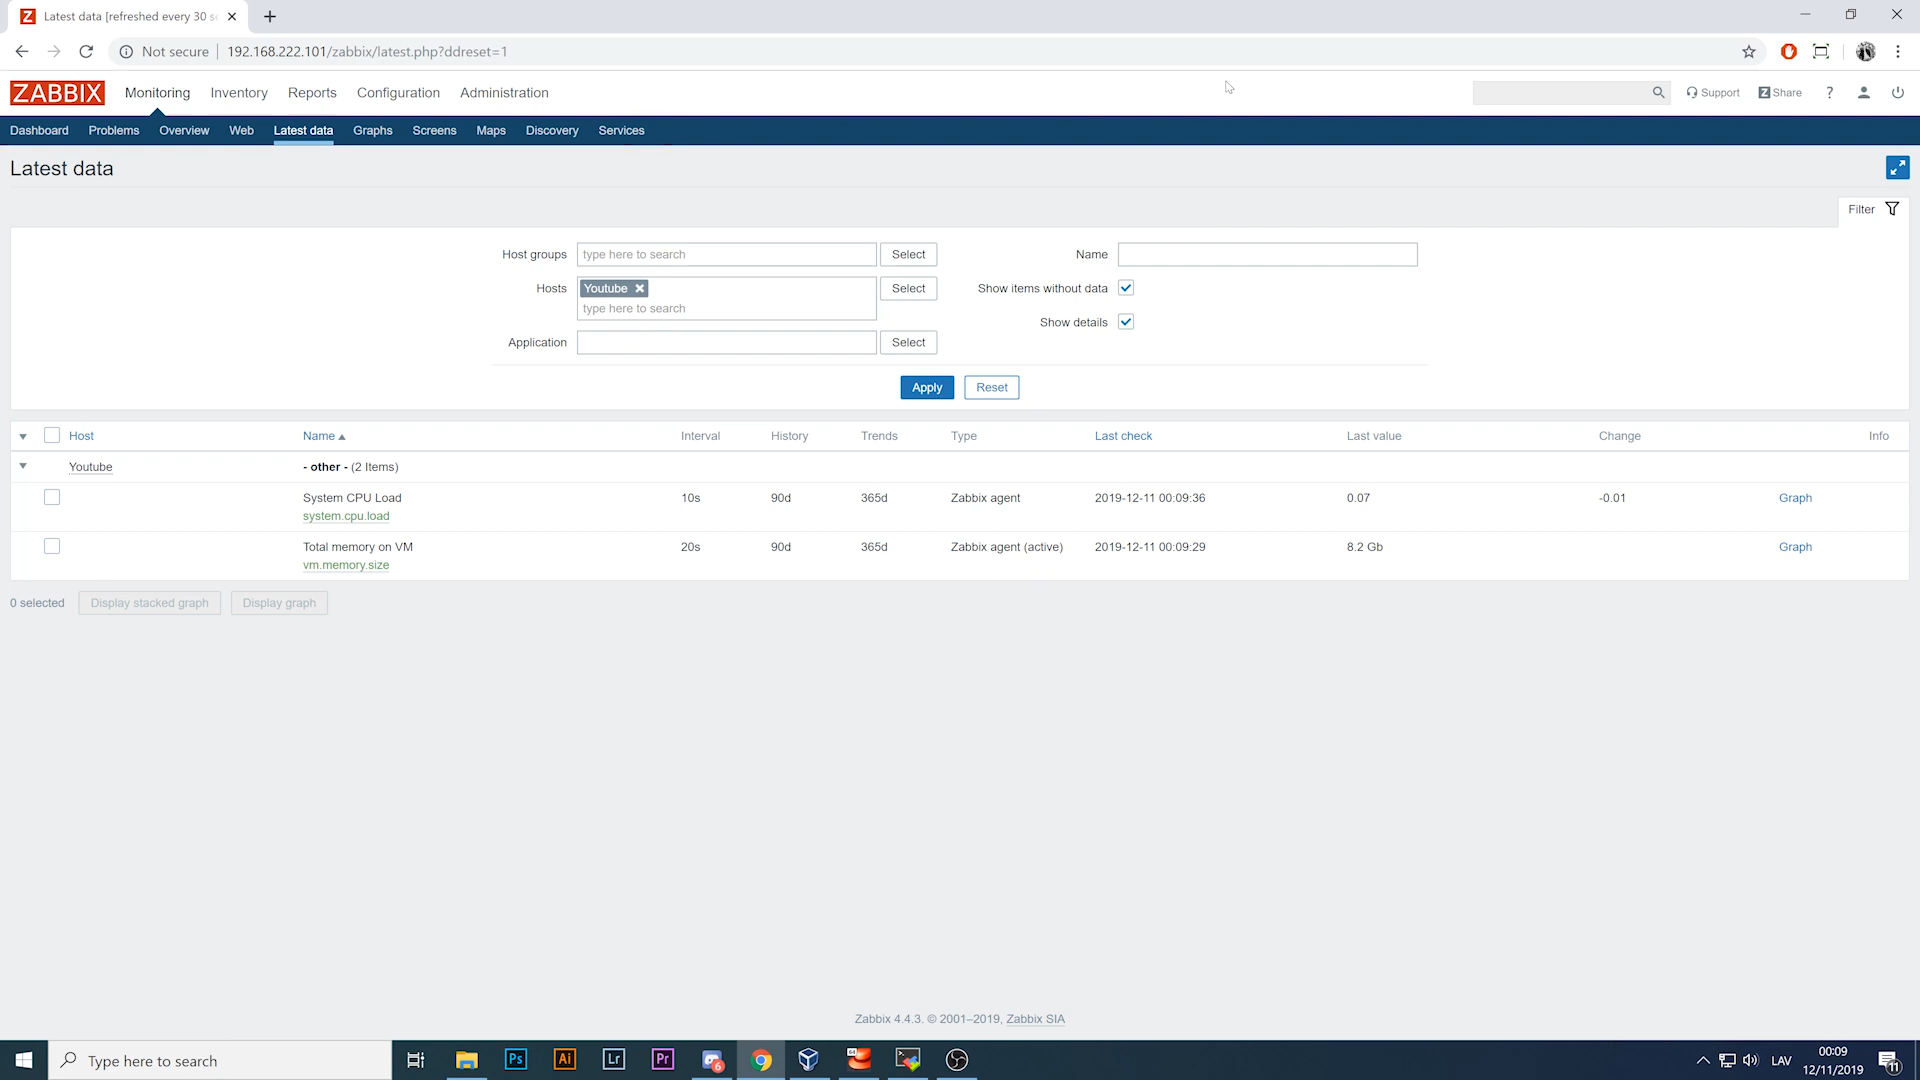 Latest data [refreshed every 30 s
Not secure 192.168.222.101/zabbix/latest.php?ddreset=1
ZABBIX Monitoring Inventory Reports Configuration Administration Support Z Share ?
Dashboard Problems Overview Web Latest data Graphs Screens Maps Discovery Services
Latest data
Filter
Host groups type here to search Select Name
Hosts Youtube Select Show items without data
type here to search
Show details
Application Select
Apply Reset
Host Name Interval History Trends Type Last check Last value Change Info
Youtube - other - (2 Items)
System CPU Load 10s 90d 365d Zabbix agent 2019-12-11 00:09:36 0.07 -0.01 Graph
system.cpu.load
Total memory on VM 20s 90d 365d Zabbix agent (active) 2019-12-11 00:09:29 8.2 Gb Graph
vm.memory.size
0 selected Display stacked graph Display graph
Zabbix 4.4.3. © 2001–2019, Zabbix SIA
Type here to search Ps Ai Lr Pr 6 64 LAV 00:09
12/11/2019 11